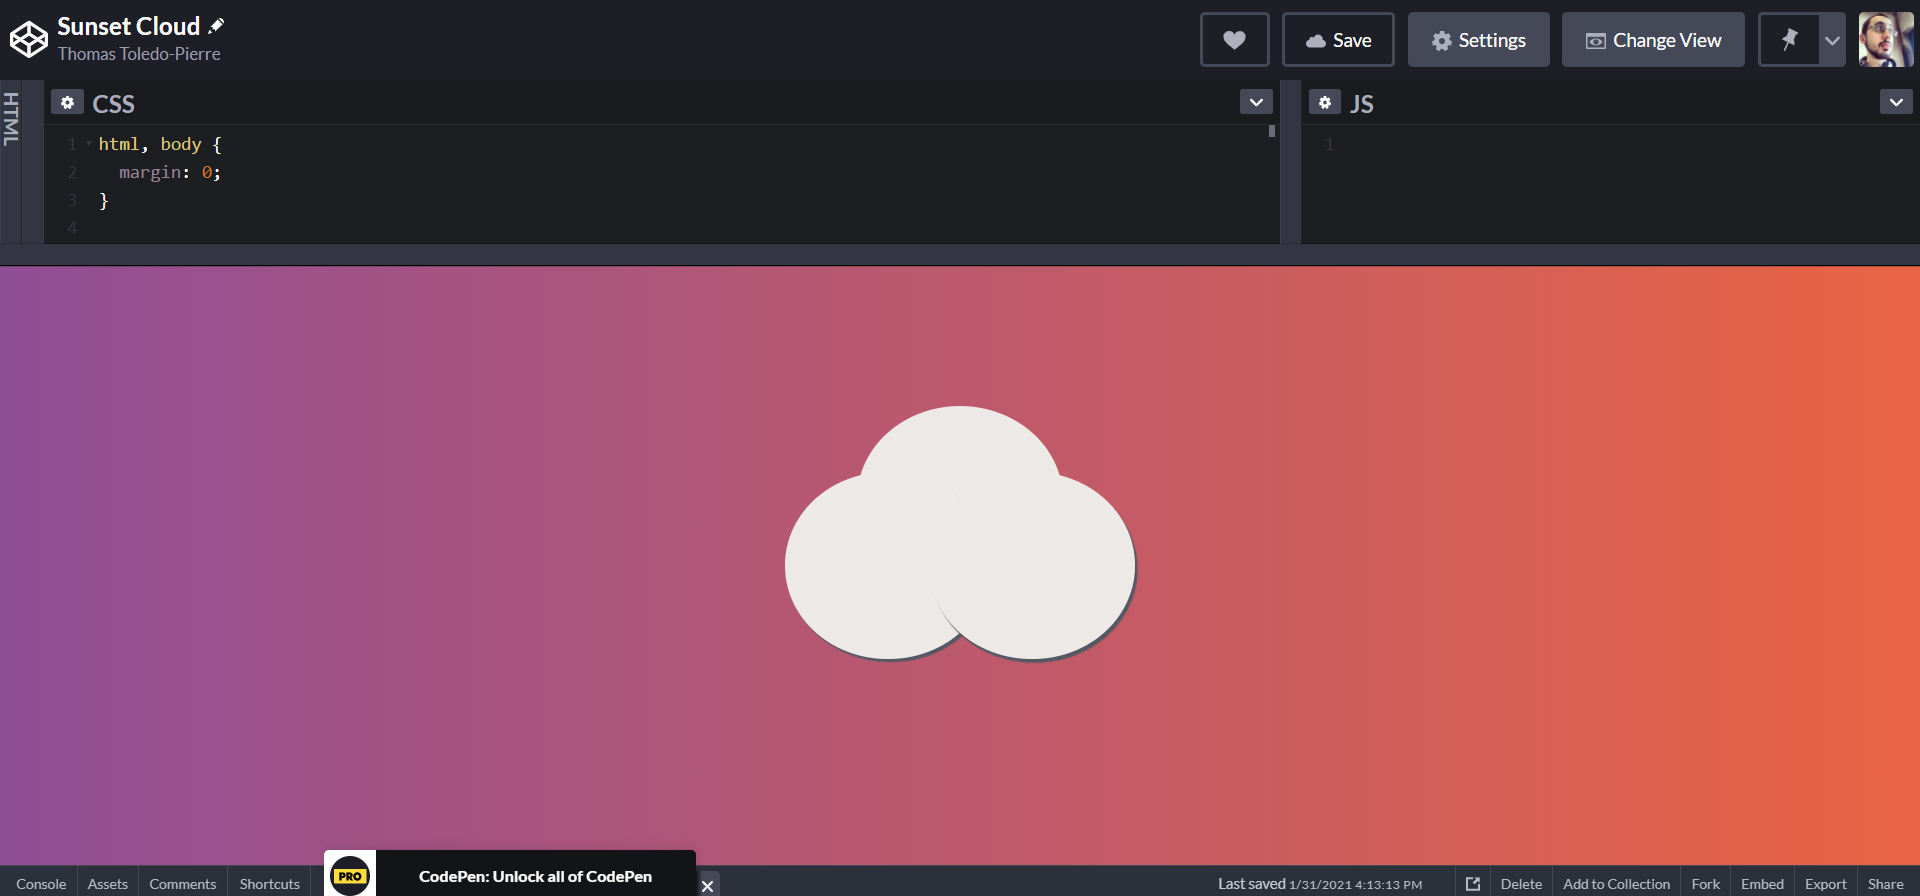 Sunset Cloud
Thomas Toledo-Pierre
Save
Settings
Change View
HTML
CSS
1 html, body {
2 margin: 0;
3 }
4
JS
1
Console
Assets
Comments
Shortcuts
PRO
CodePen: Unlock all of CodePen
Last saved 1/31/2021 4:13:13 PM
Delete
Add to Collection
Fork
Embed
Export
Share